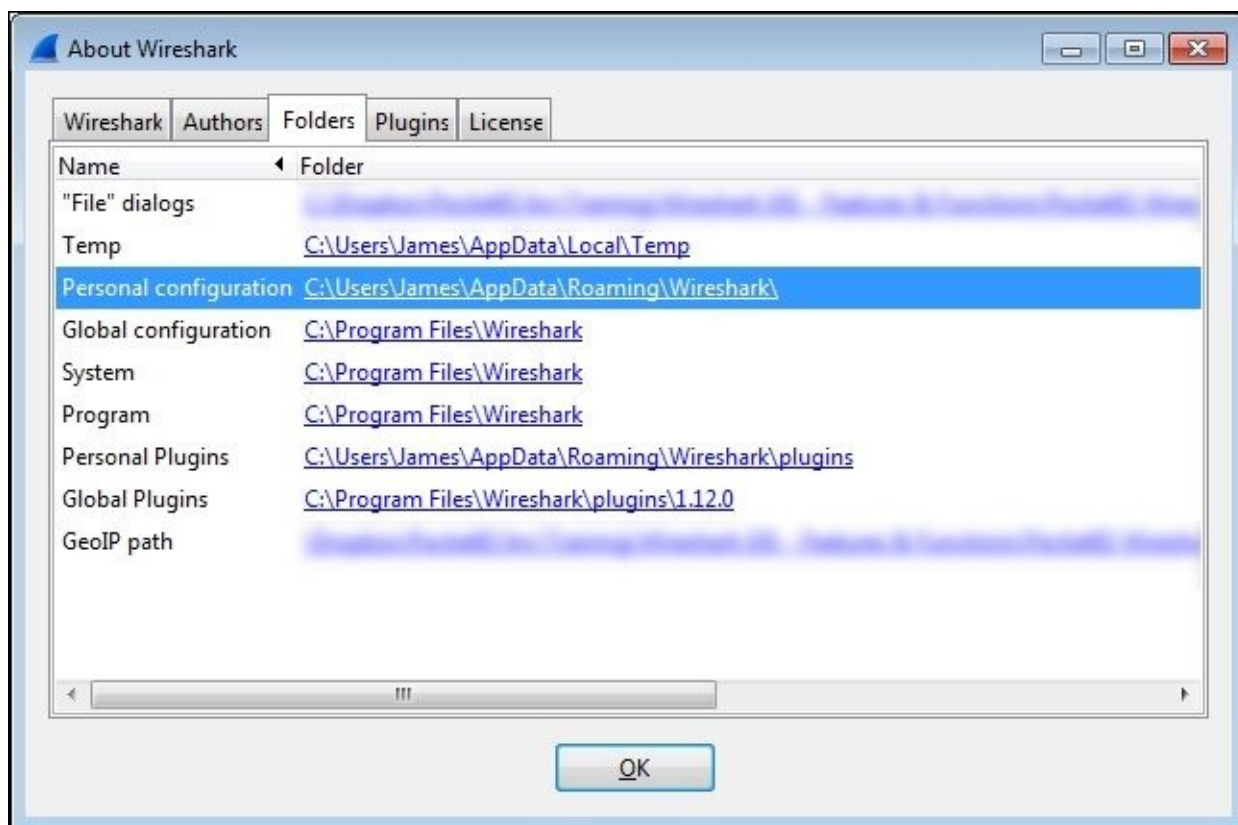 About Wireshark
Wireshark Authors Folders Plugins License
Name Folder
"File" dialogs
Temp C:\Users\James\AppData\Local\Temp
Personal configuration C:\Users\James\AppData\Roaming\Wireshark\
Global configuration C:\Program Files\Wireshark
System C:\Program Files\Wireshark
Program C:\Program Files\Wireshark
Personal Plugins C:\Users\James\AppData\Roaming\Wireshark\plugins
Global Plugins C:\Program Files\Wireshark\plugins\1.12.0
GeoIP path
OK